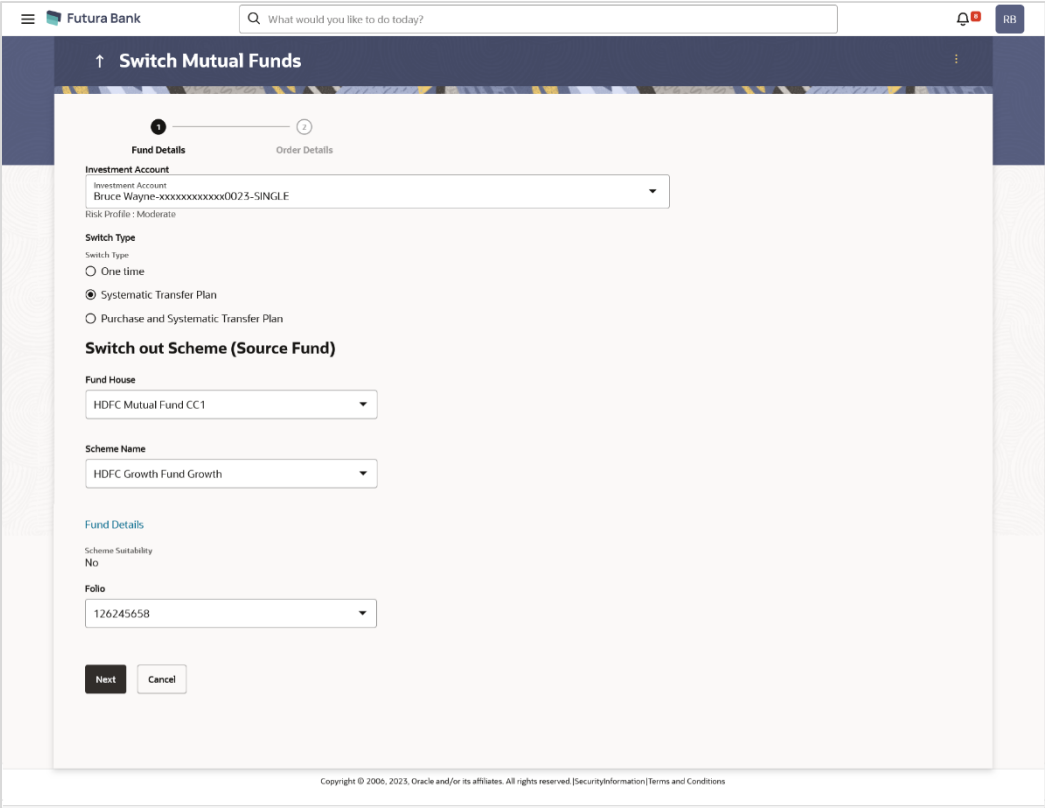 Futura Bank
What would you like to do today?
8
RB
↑ Switch Mutual Funds
1
2
Fund Details
Order Details
Investment Account
Investment Account
Bruce Wayne-xxxxxxxxxxxx0023-SINGLE
Risk Profile : Moderate
Switch Type
Switch Type
One time
Systematic Transfer Plan
Purchase and Systematic Transfer Plan
Switch out Scheme (Source Fund)
Fund House
HDFC Mutual Fund CC1
Scheme Name
HDFC Growth Fund Growth
Fund Details
Scheme Suitability
No
Folio
126245658
Next
Cancel
Copyright © 2006, 2023, Oracle and/or its affiliates. All rights reserved.|SecurityInformation|Terms and Conditions